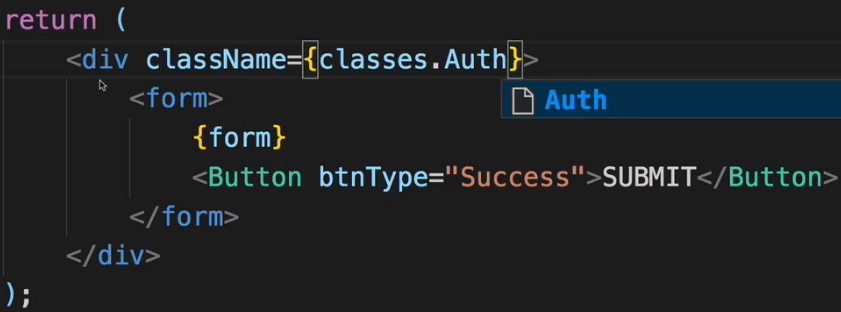 return (
<div className={classes.Auth}>
<form>
Auth
{form}
<Button btnType="Success">SUBMIT</Button>
</form>
</div>
);